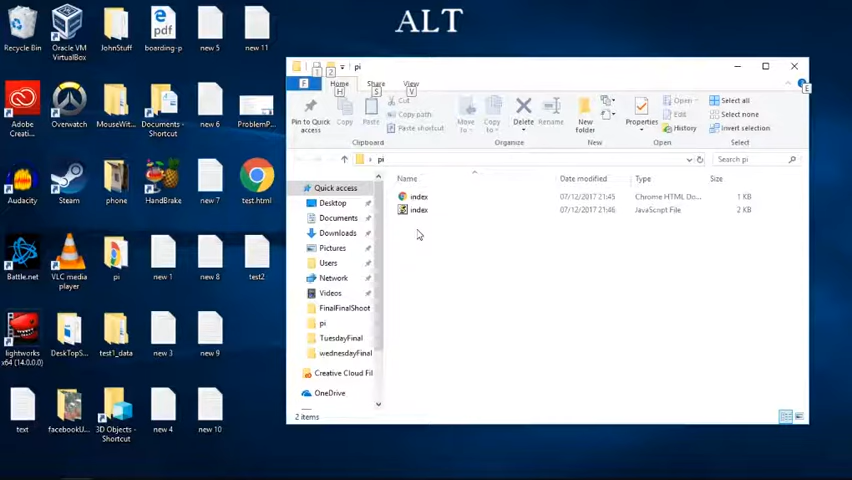 ALT
Recycle Bin
Oracle VM
VirtualBox
JohnStuff
boarding-p
new 5
new 11
Adobe
Creati...
Overwatch
MouseWit...
Documents -
Shortcut
new 6
ProblemP...
Audacity
Steam
phone
HandBrake
new 7
test.html
Battle.net
VLC media
player
pi
new 1
new 8
test2
lightworks
x64 (14.0.0.0)
DeskTopS...
test1_data
new 3
new 9
text
facebookU...
3D Objects -
Shortcut
new 4
new 10
pdf
1 2 pi
F Home Share View
H S V E
Pin to Quick
access
Copy
Paste
Cut
Copy path
Paste shortcut
Clipboard
Move
to
Copy
to
Delete
Rename
Organize
New
folder
New
Properties
Open
Edit
History
Open
Select all
Select none
Invert selection
Select
pi
Search pi
Name Date modified Type Size
index 07/12/2017 21:45 Chrome HTML Do... 1 KB
index 07/12/2017 21:46 JavaScript File 2 KB
Quick access
Desktop
Documents
Downloads
Pictures
Users
Network
Videos
FinalFinalShoot
pi
TuesdayFinal
wednesdayFinal
Creative Cloud Fil
OneDrive
2 items